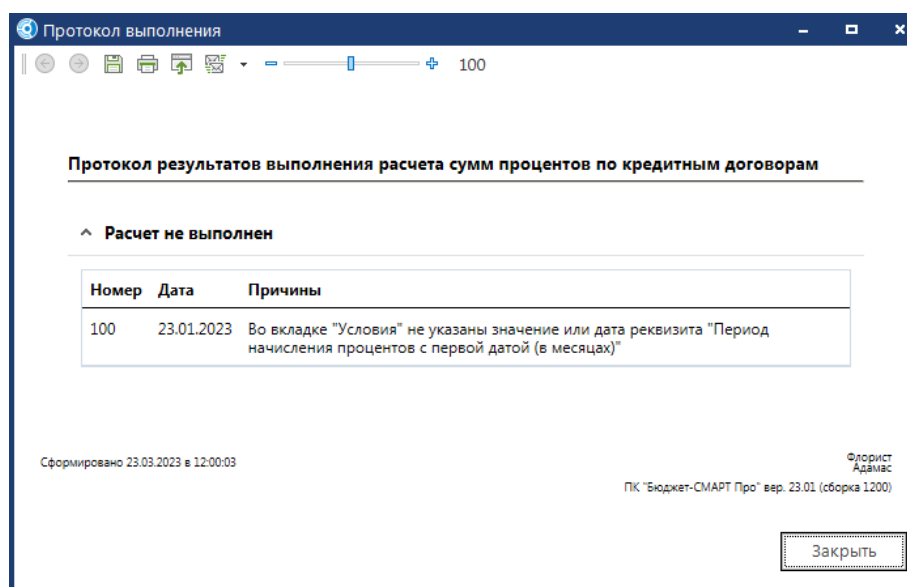 Протокол выполнения
100
Протокол результатов выполнения расчета сумм процентов по кредитным договорам
Расчет не выполнен
Номер Дата Причины
100 23.01.2023 Во вкладке "Условия" не указаны значение или дата реквизита "Период
начисления процентов с первой датой (в месяцах)"
Сформировано 23.03.2023 в 12:00:03
Флорист
Адамас
ПК "Бюджет-СМАРТ Про" вер. 23.01 (сборка 1200)
Закрыть